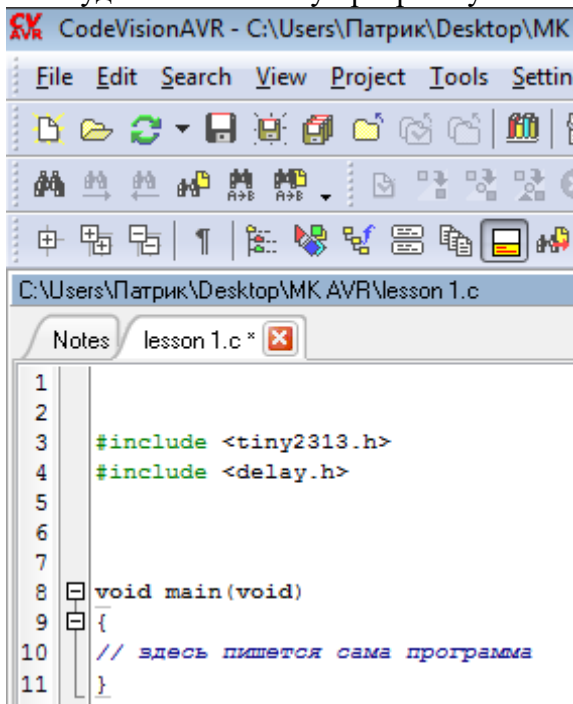 CodeVisionAVR - C:\Users\Патрик\Desktop\MK
File Edit Search View Project Tools Settin
C:\Users\Патрик\Desktop\MK AVR\lesson 1.c
Notes lesson 1.c *
1
2
3 #include <tiny2313.h>
4 #include <delay.h>
5
6
7
8 void main(void)
9 {
10 // здесь пишется сама программа
11 }